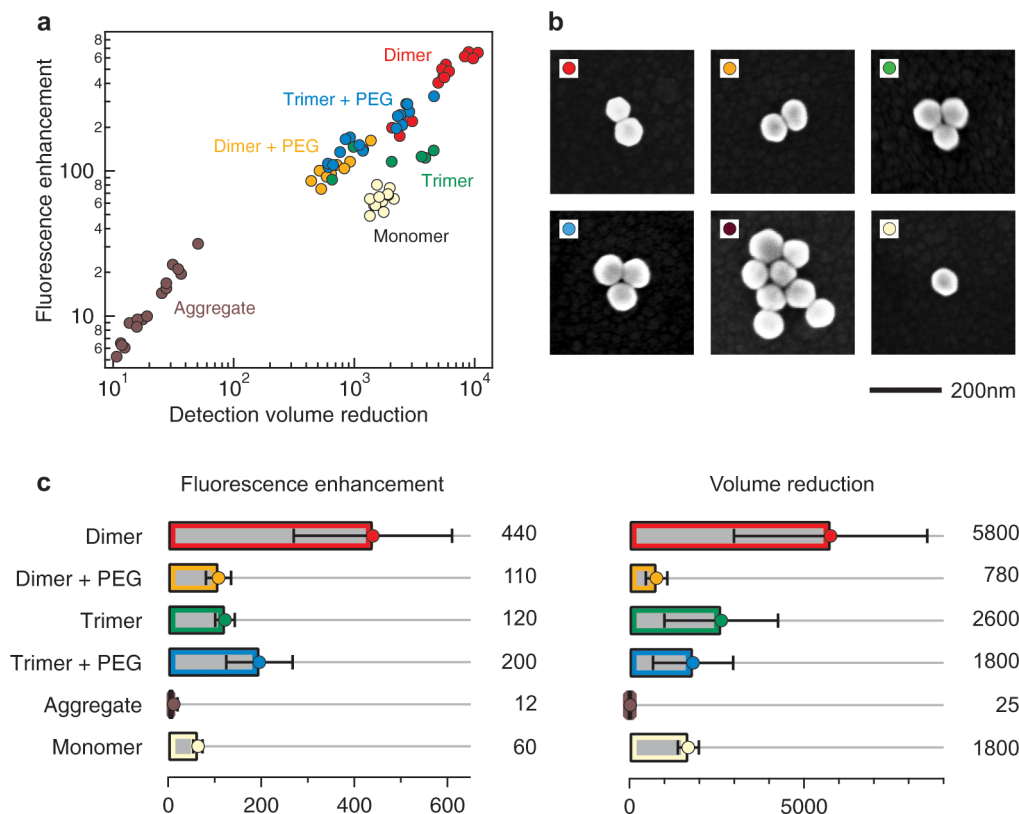 a
Fluorescence enhancement
8
6
4
2
100
8
6
4
2
10
8
6
Dimer
Trimer + PEG
Dimer + PEG
Trimer
Monomer
Aggregate
10¹ 10² 10³ 10⁴
Detection volume reduction
b
200nm
c
Fluorescence enhancement
Dimer 440
Dimer + PEG 110
Trimer 120
Trimer + PEG 200
Aggregate 12
Monomer 60
0 200 400 600
Volume reduction
5800
780
2600
1800
25
1800
0 5000